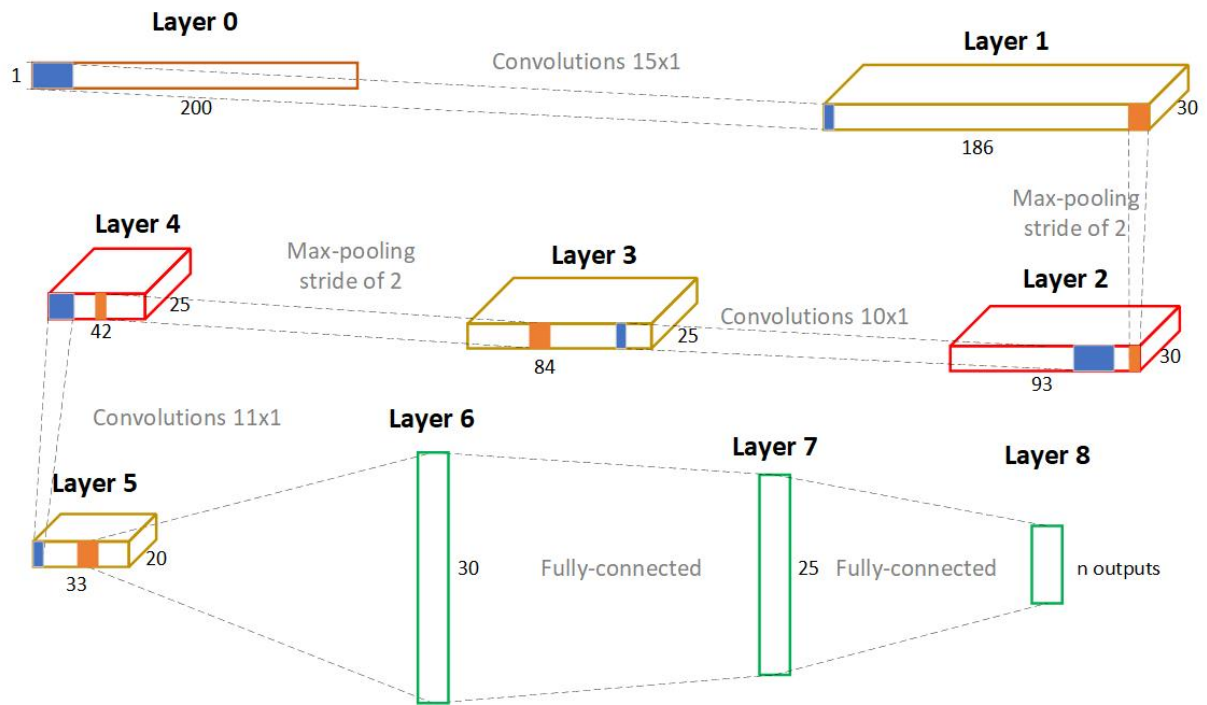 Layer 0
1
200
Convolutions 15x1
Layer 1
30
186
Max-pooling
stride of 2
Layer 2
30
93
Convolutions 10x1
Layer 3
25
84
Max-pooling
stride of 2
Layer 4
25
42
Convolutions 11x1
Layer 5
20
33
Layer 6
30
Fully-connected
Layer 7
25
Fully-connected
Layer 8
n outputs